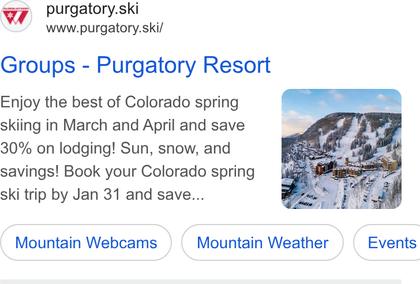 purgatory.ski
www.purgatory.ski/
Groups - Purgatory Resort
Enjoy the best of Colorado spring
skiing in March and April and save
30% on lodging! Sun, snow, and
savings! Book your Colorado spring
ski trip by Jan 31 and save...
Mountain Webcams
Mountain Weather
Events